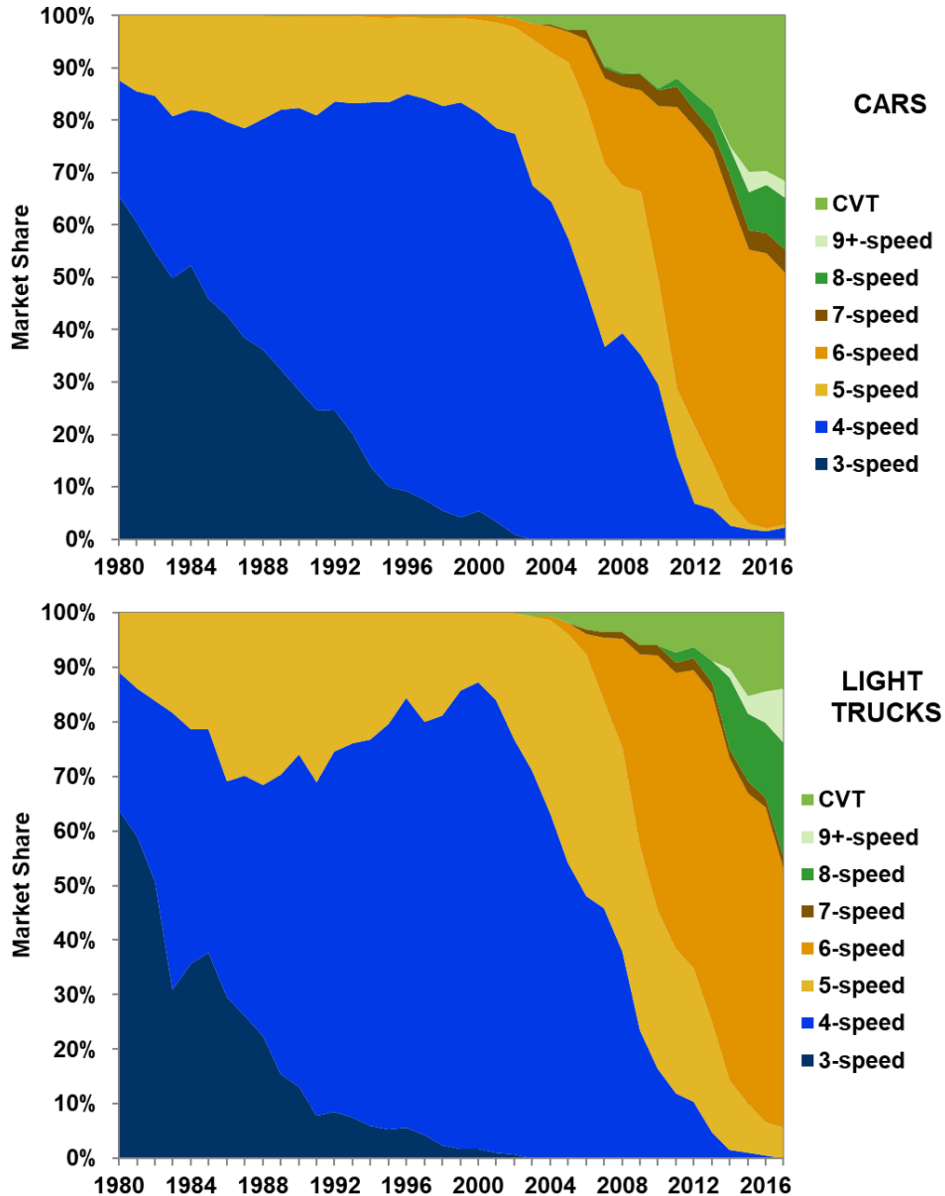 100%
90%
80%
70%
60%
50%
40%
30%
20%
10%
0%
Market Share
1980 1984 1988 1992 1996 2000 2004 2008 2012 2016
CARS
CVT
9+-speed
8-speed
7-speed
6-speed
5-speed
4-speed
3-speed
100%
90%
80%
70%
60%
50%
40%
30%
20%
10%
0%
Market Share
1980 1984 1988 1992 1996 2000 2004 2008 2012 2016
LIGHT
TRUCKS
CVT
9+-speed
8-speed
7-speed
6-speed
5-speed
4-speed
3-speed